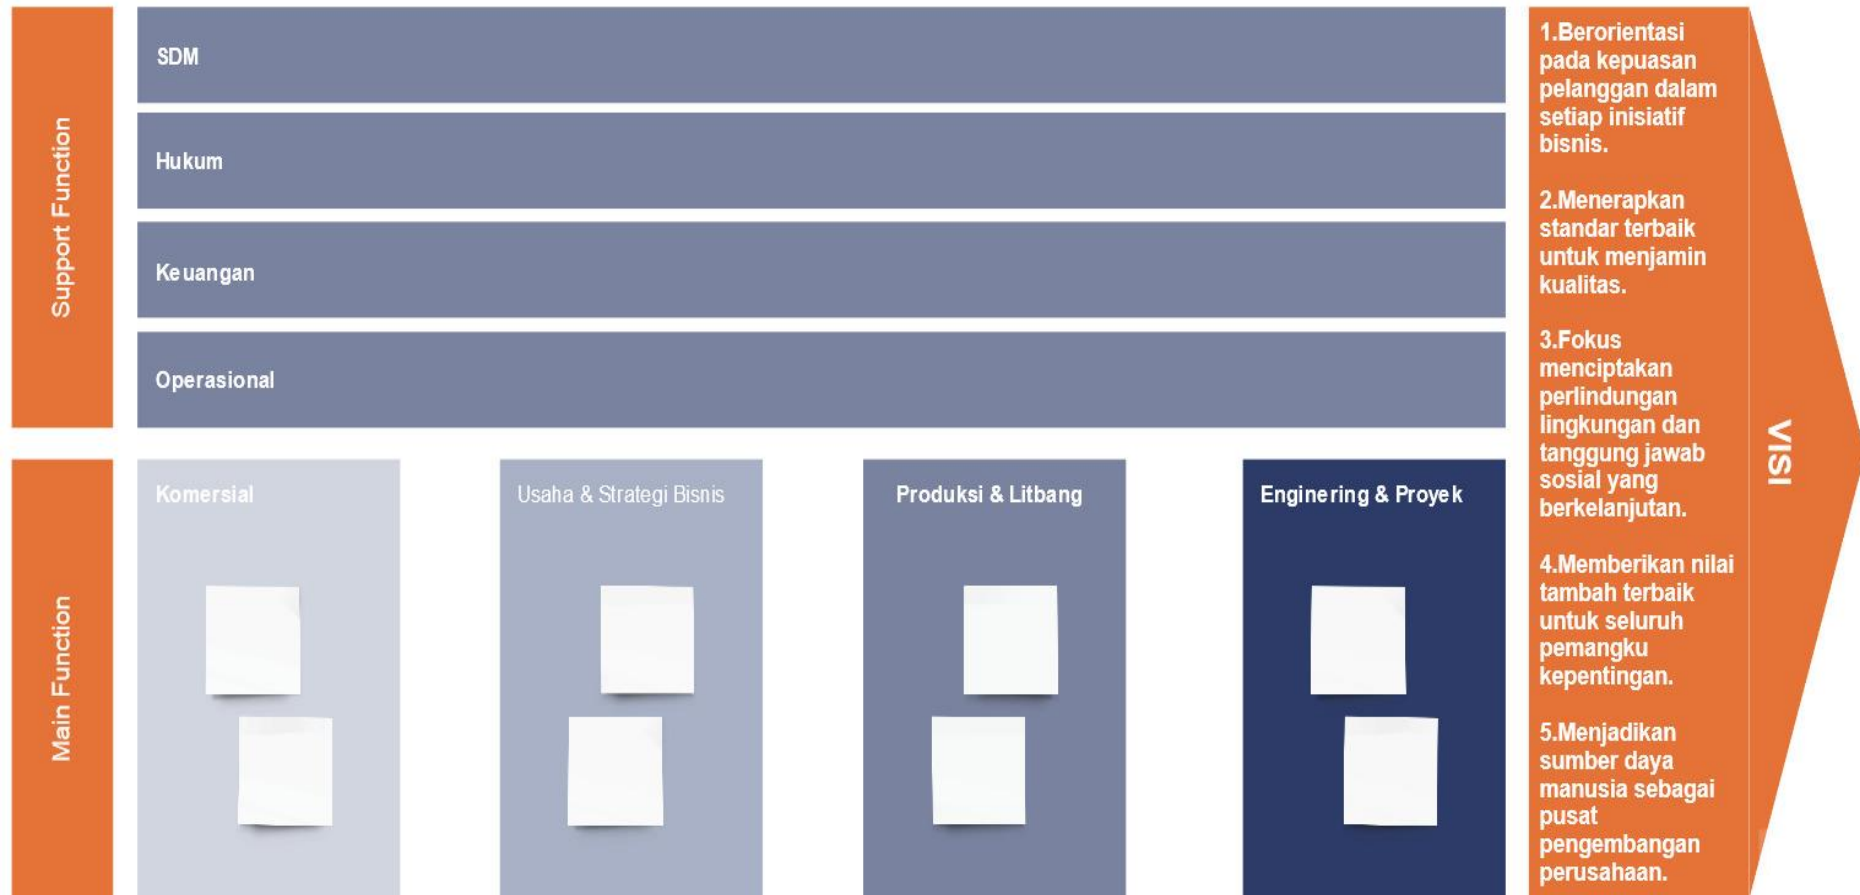 Support Function
SDM
Hukum
Keuangan
Operasional
Main Function
Komersial
Usaha & Strategi Bisnis
Produksi & Litbang
Enginering & Proyek
1.Berorientasi
pada kepuasan
pelanggan dalam
setiap inisiatif
bisnis.
2.Menerapkan
standar terbaik
untuk menjamin
kualitas.
3.Fokus
menciptakan
perlindungan
lingkungan dan
tanggung jawab
sosial yang
berkelanjutan.
4.Memberikan nilai
tambah terbaik
untuk seluruh
pemangku
kepentingan.
5.Menjadikan
sumber daya
manusia sebagai
pusat
pengembangan
perusahaan.
VISI